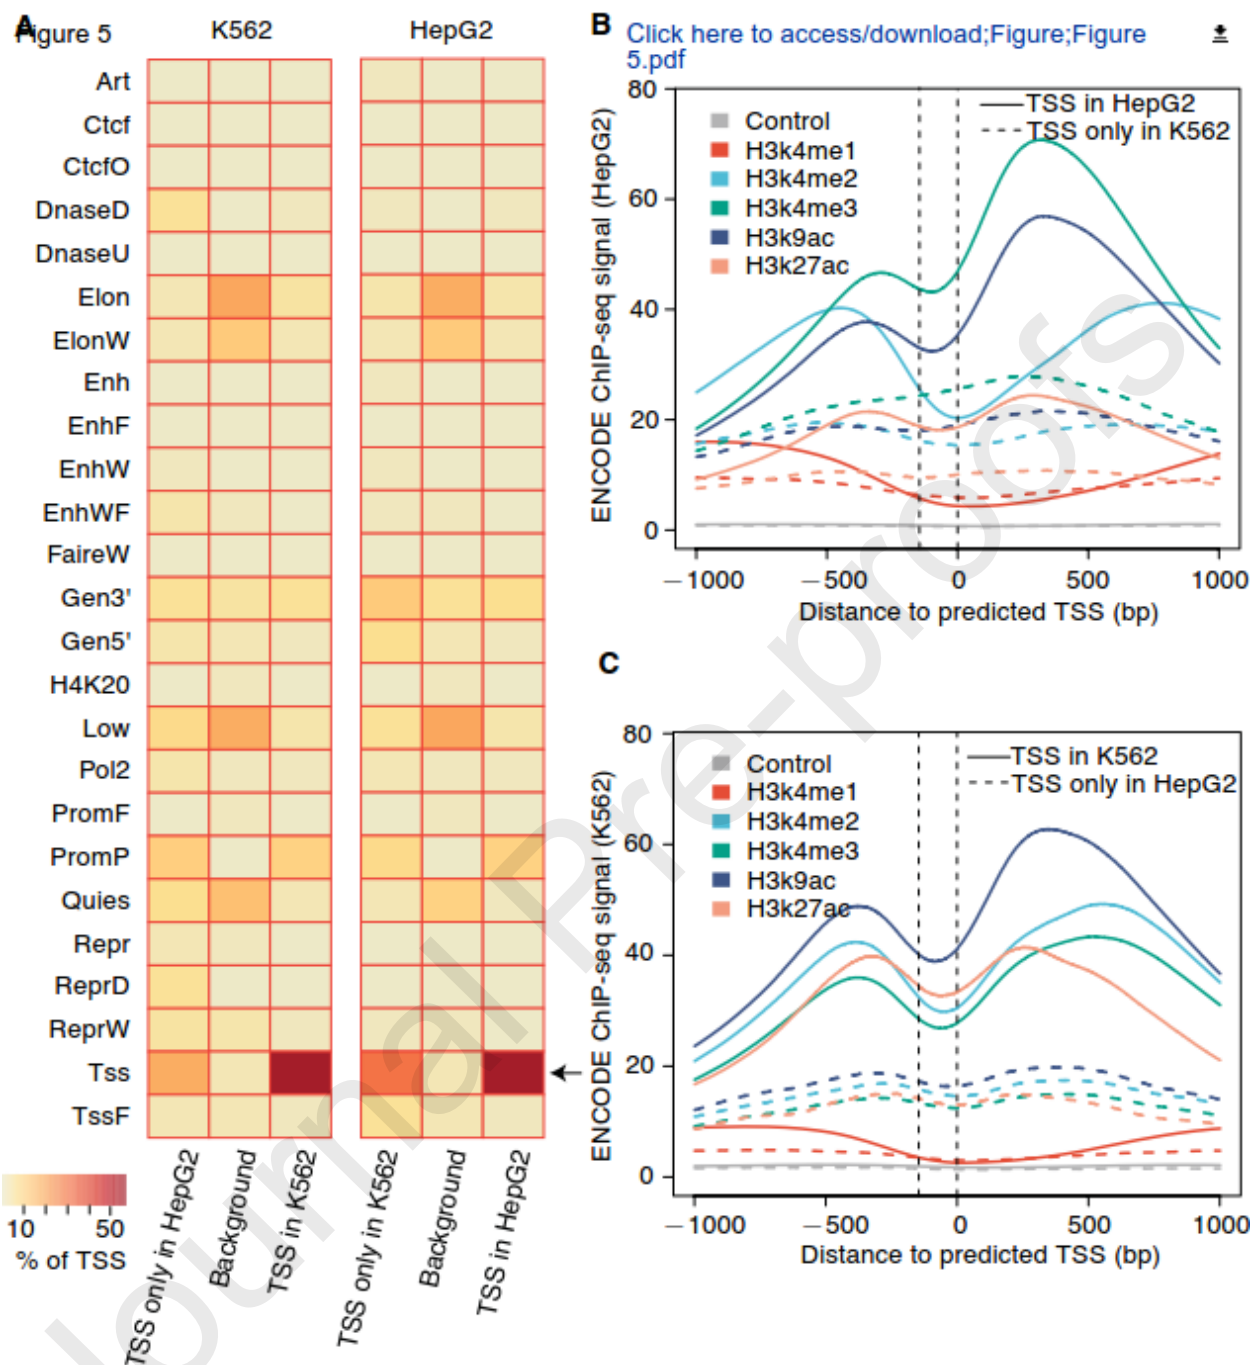 A
Figure 5
K562
HepG2
Art
Ctcf
CtcfO
DnaseD
DnaseU
Elon
ElonW
Enh
EnhF
EnhW
EnhWF
FaireW
Gen3'
Gen5'
H4K20
Low
Pol2
PromF
PromP
Quies
Repr
ReprD
ReprW
Tss
TssF
TSS only in HepG2
Background
TSS in K562
TSS only in K562
Background
TSS in HepG2
10 50
% of TSS
B
Click here to access/download;Figure;Figure
5.pdf
ENCODE ChIP-seq signal (HepG2)
80
60
40
20
0
Control
H3k4me1
H3k4me2
H3k4me3
H3k9ac
H3k27ac
TSS in HepG2
TSS only in K562
−1000 −500 0 500 1000
Distance to predicted TSS (bp)
C
ENCODE ChIP-seq signal (K562)
80
60
40
20
0
Control
H3k4me1
H3k4me2
H3k4me3
H3k9ac
H3k27ac
TSS in K562
TSS only in HepG2
−1000 −500 0 500 1000
Distance to predicted TSS (bp)
Journal Pre-proofs